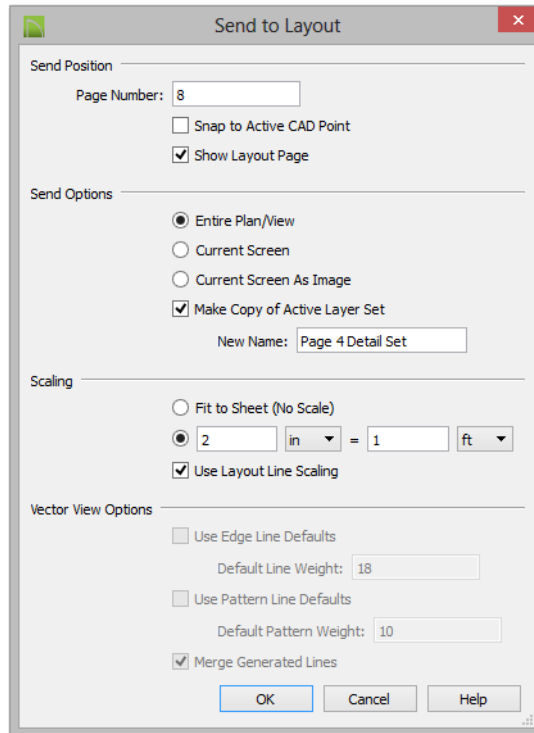 Send to Layout
Send Position
Page Number: 8
Snap to Active CAD Point
Show Layout Page
Send Options
Entire Plan/View
Current Screen
Current Screen As Image
Make Copy of Active Layer Set
New Name: Page 4 Detail Set
Scaling
Fit to Sheet (No Scale)
2 in = 1 ft
Use Layout Line Scaling
Vector View Options
Use Edge Line Defaults
Default Line Weight: 18
Use Pattern Line Defaults
Default Pattern Weight: 10
Merge Generated Lines
OK Cancel Help